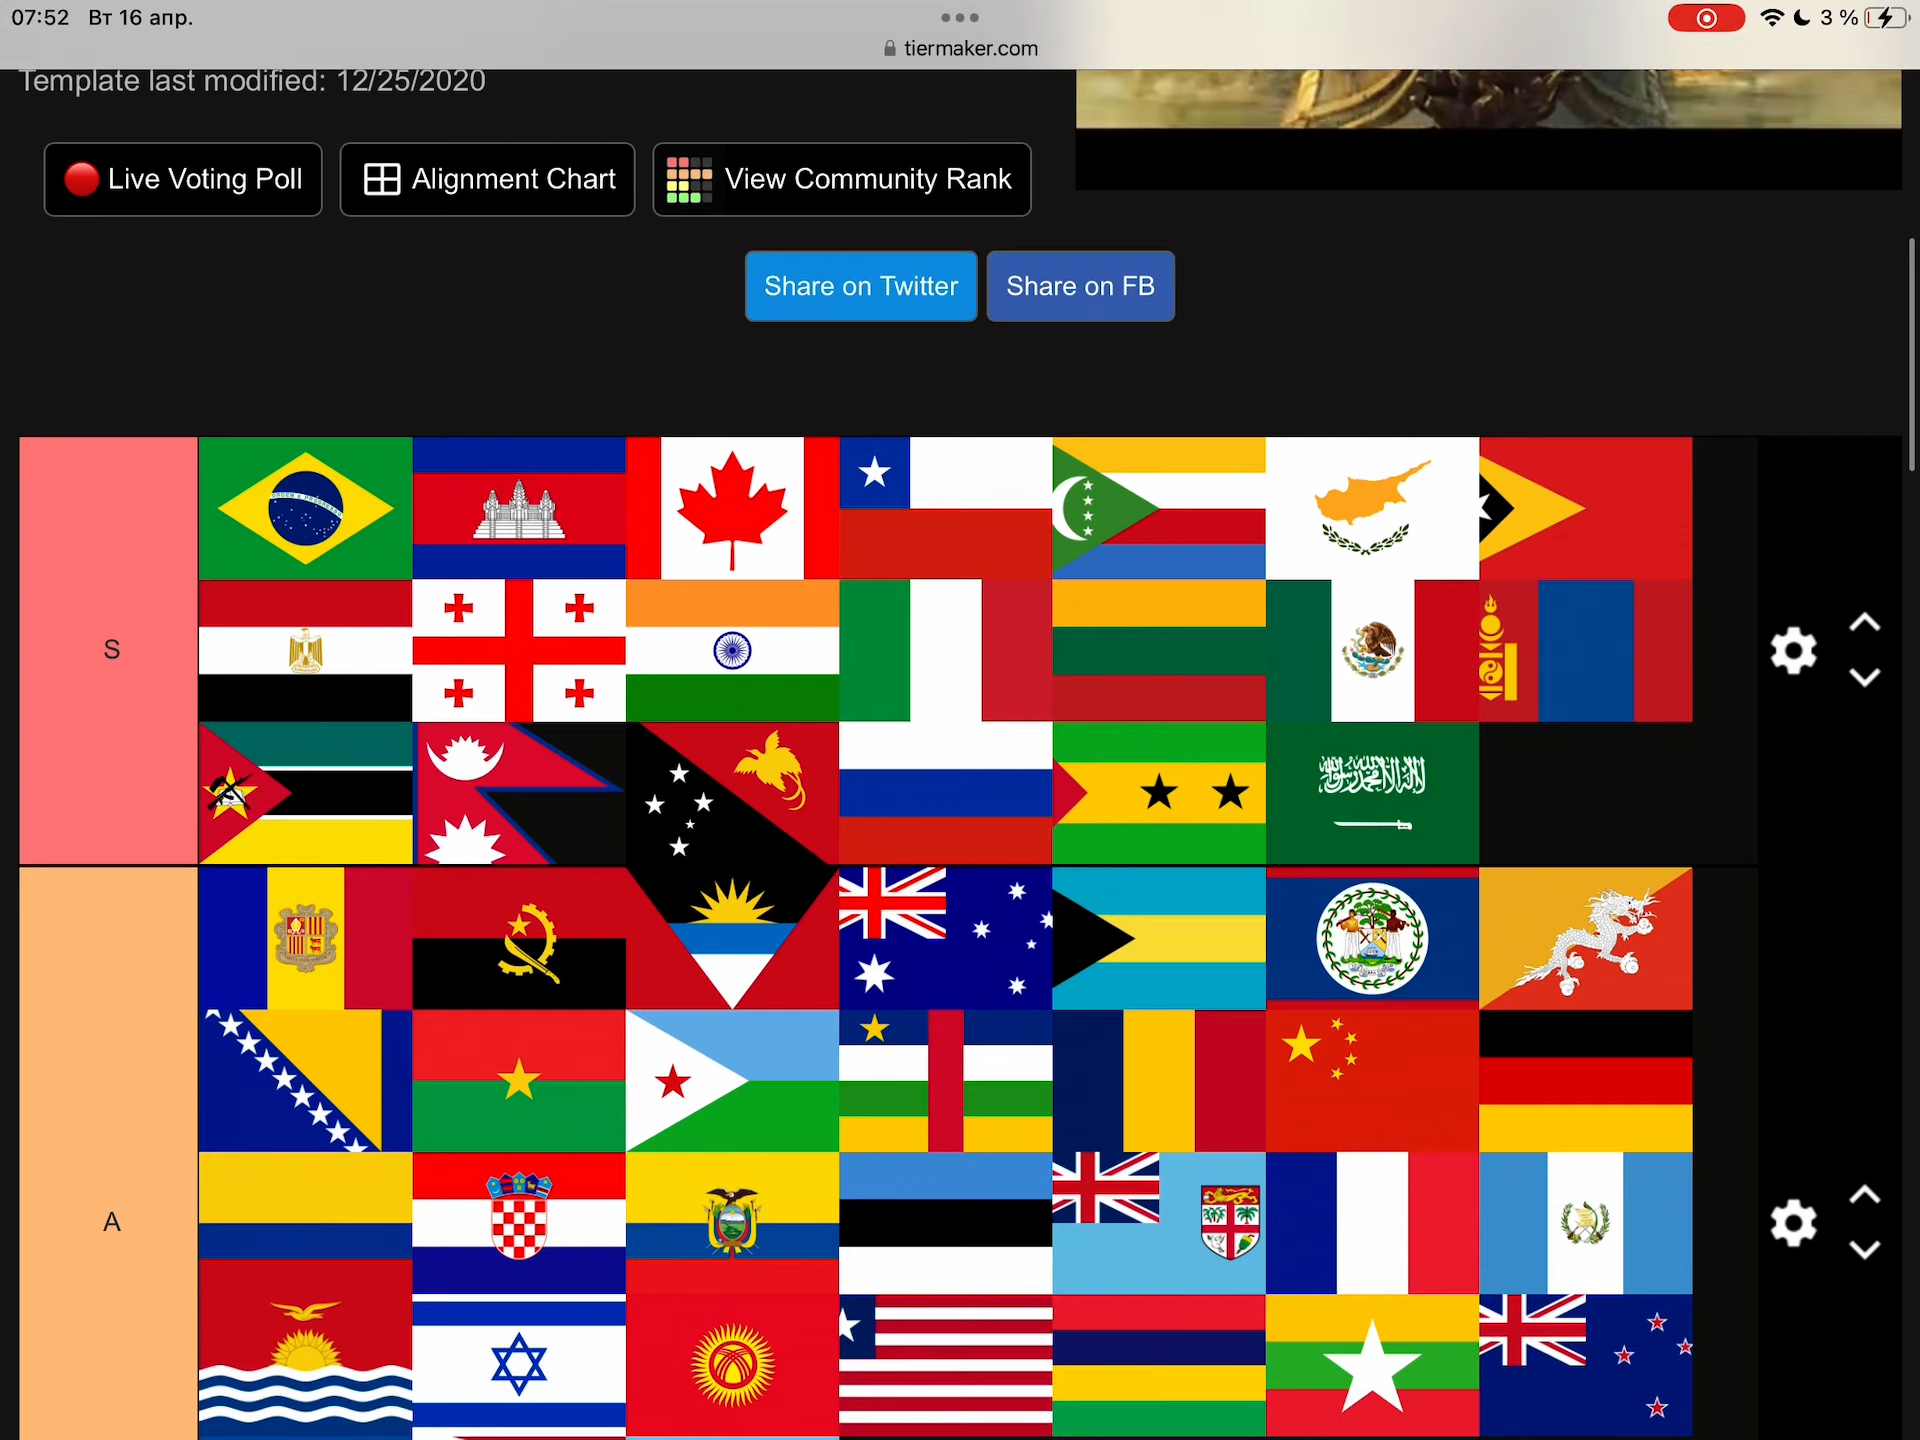 07:52 Вт 16 апр.
3 %
tiermaker.com
Template last modified: 12/25/2020
Live Voting Poll
Alignment Chart
View Community Rank
Share on Twitter
Share on FB
S
A